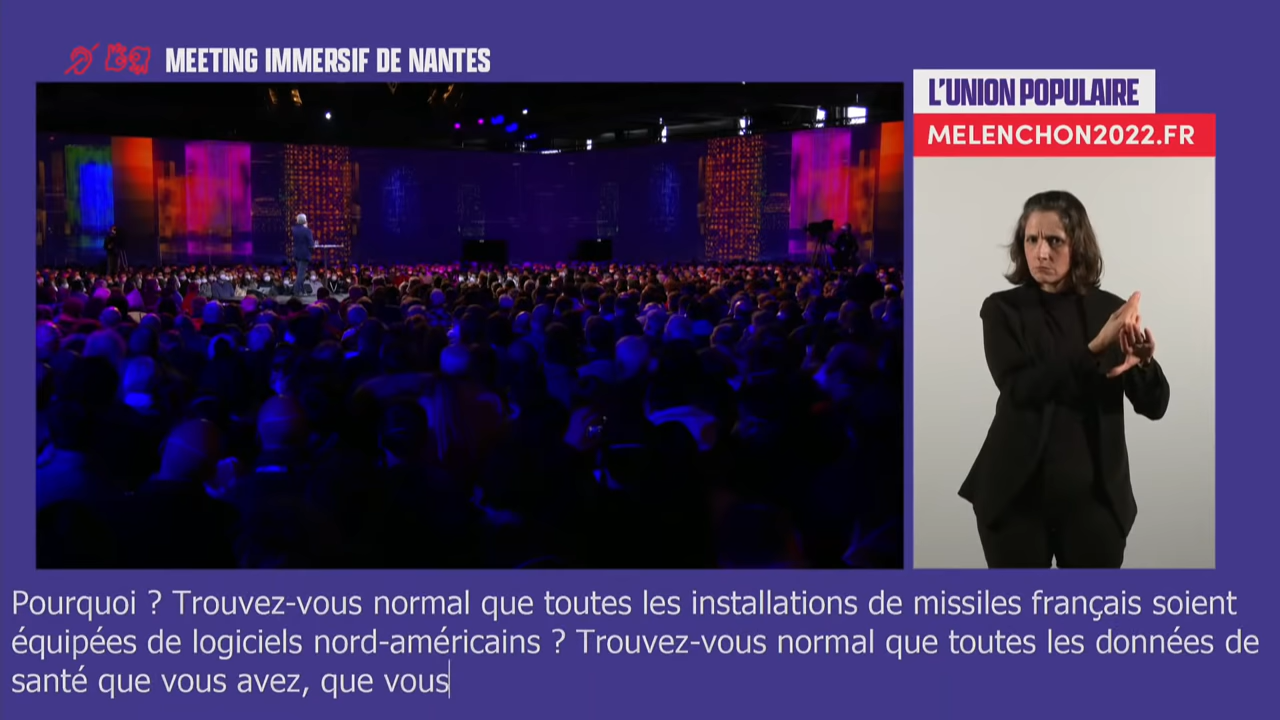 MEETING IMMERSIF DE NANTES
L'UNION POPULAIRE
MELENCHON2022.FR
Pourquoi ? Trouvez-vous normal que toutes les installations de missiles français soient
équipées de logiciels nord-américains ? Trouvez-vous normal que toutes les données de
santé que vous avez, que vous